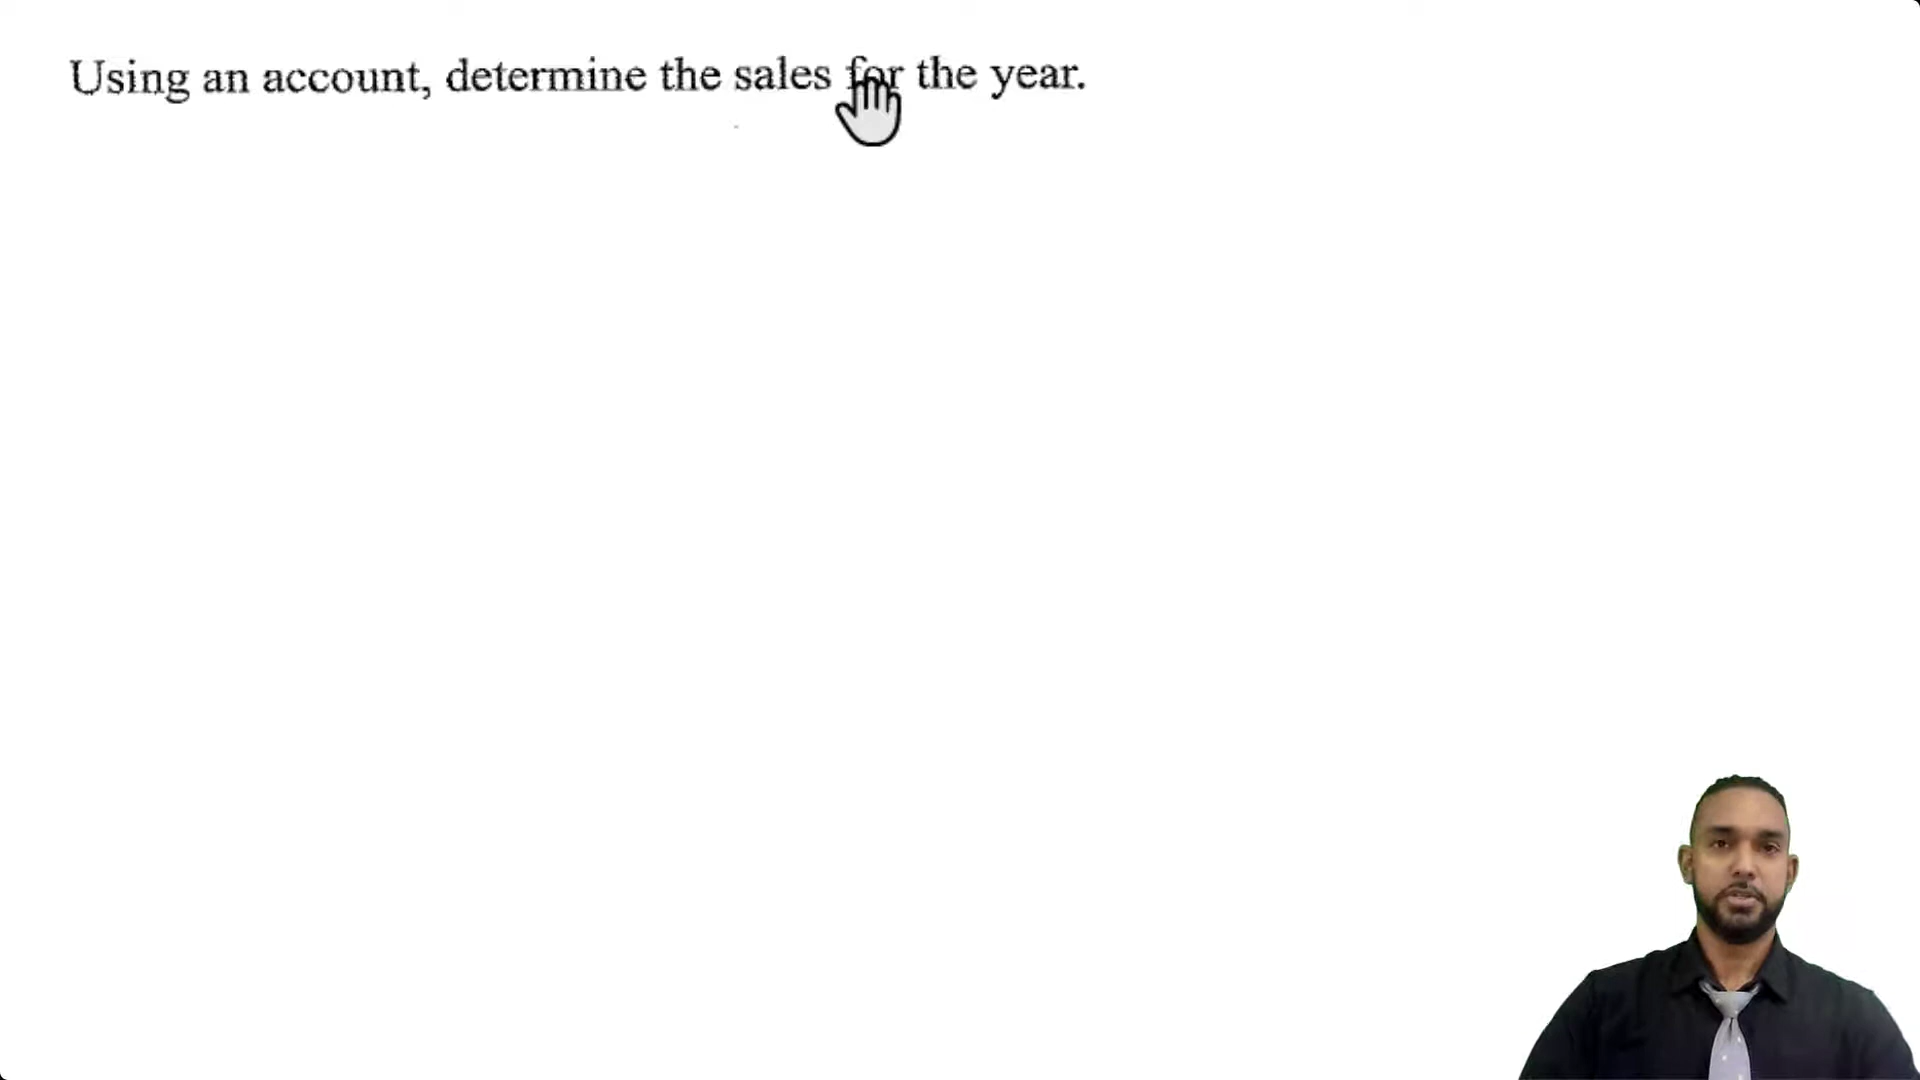 Using an account, determine the sales for the year.